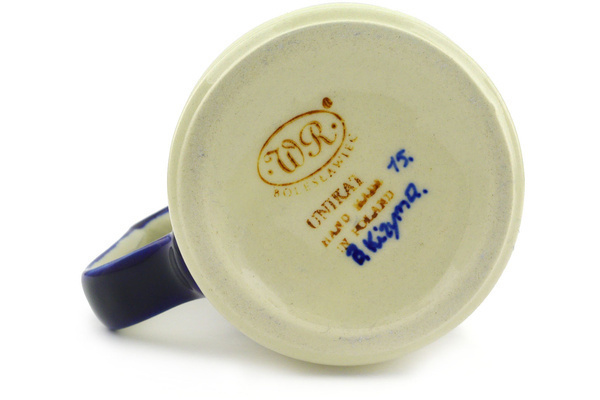 WR
BOLESŁAWIEC
UNIKAT
HAND MADE
IN POLAND
15.